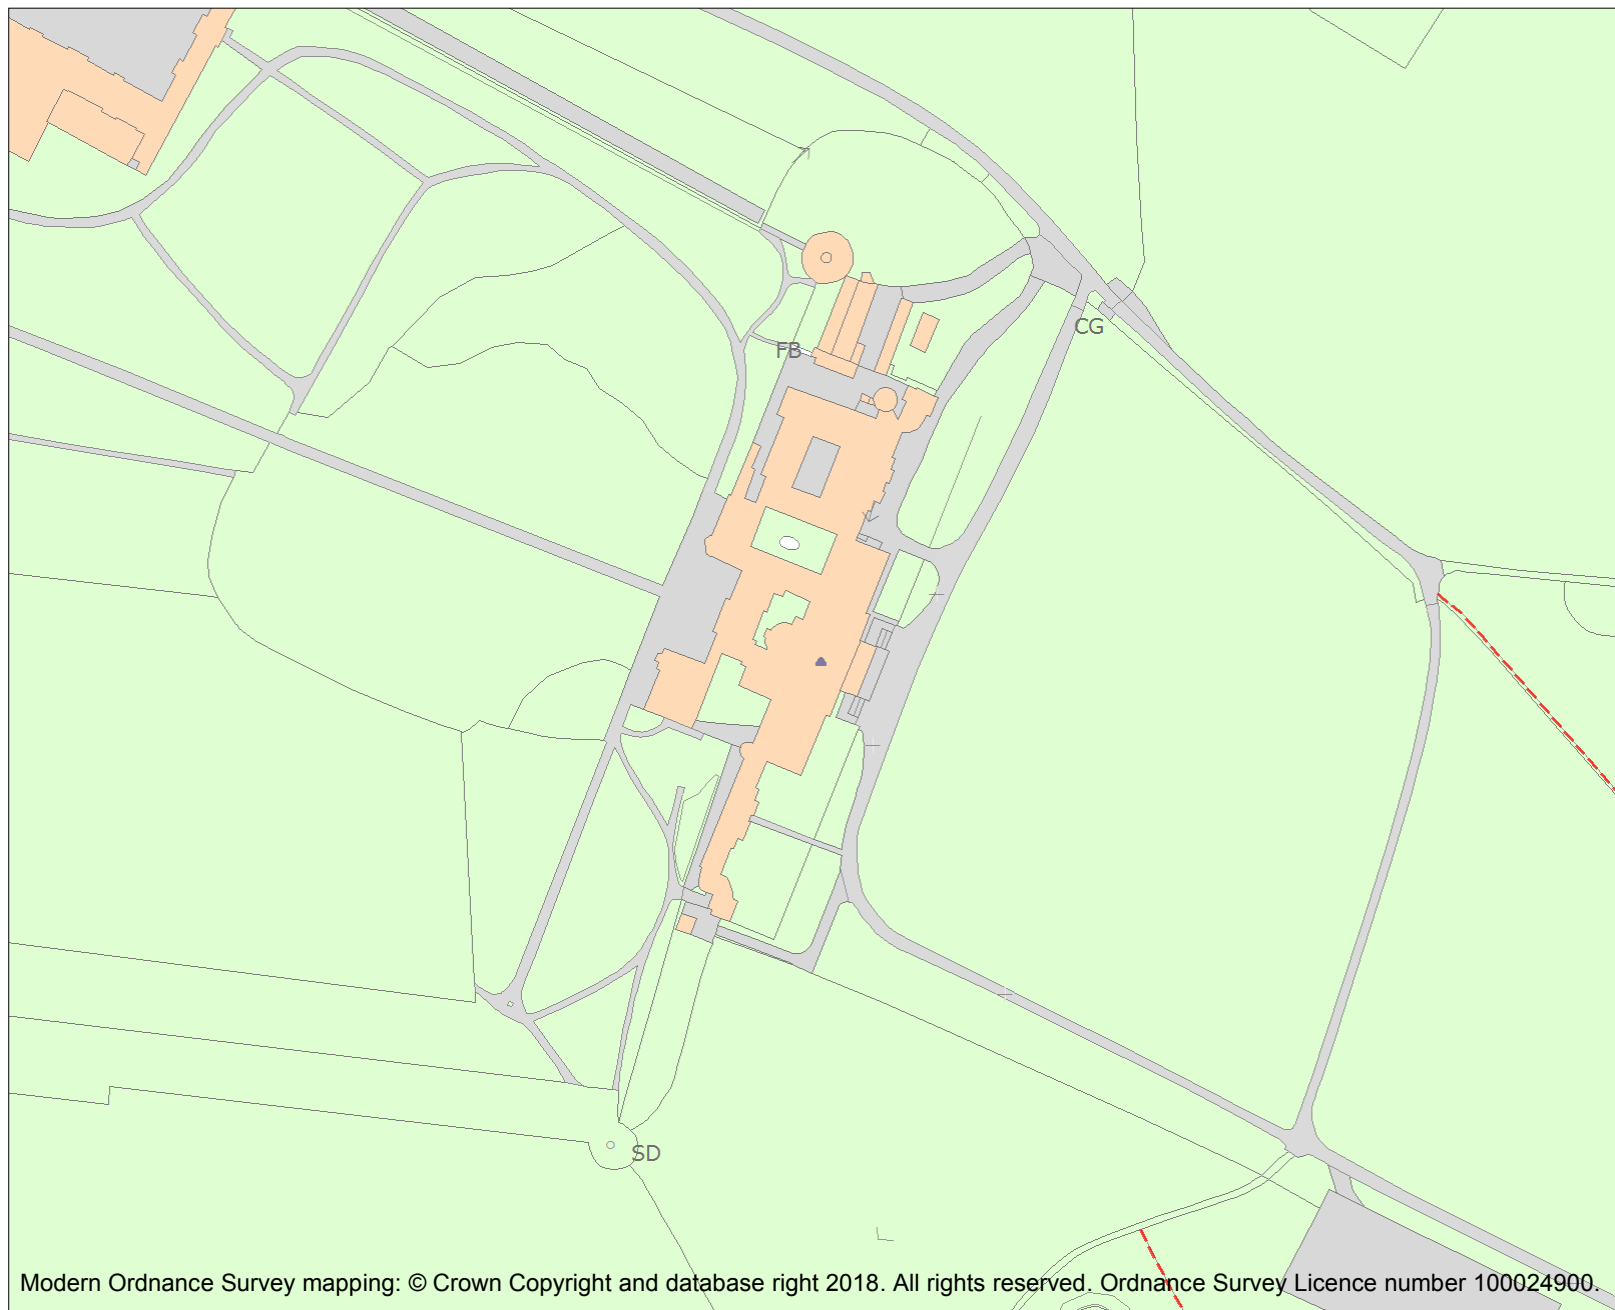 CG
FB
SD
Modern Ordnance Survey mapping: © Crown Copyright and database right 2018. All rights reserved. Ordnance Survey Licence number 100024900.